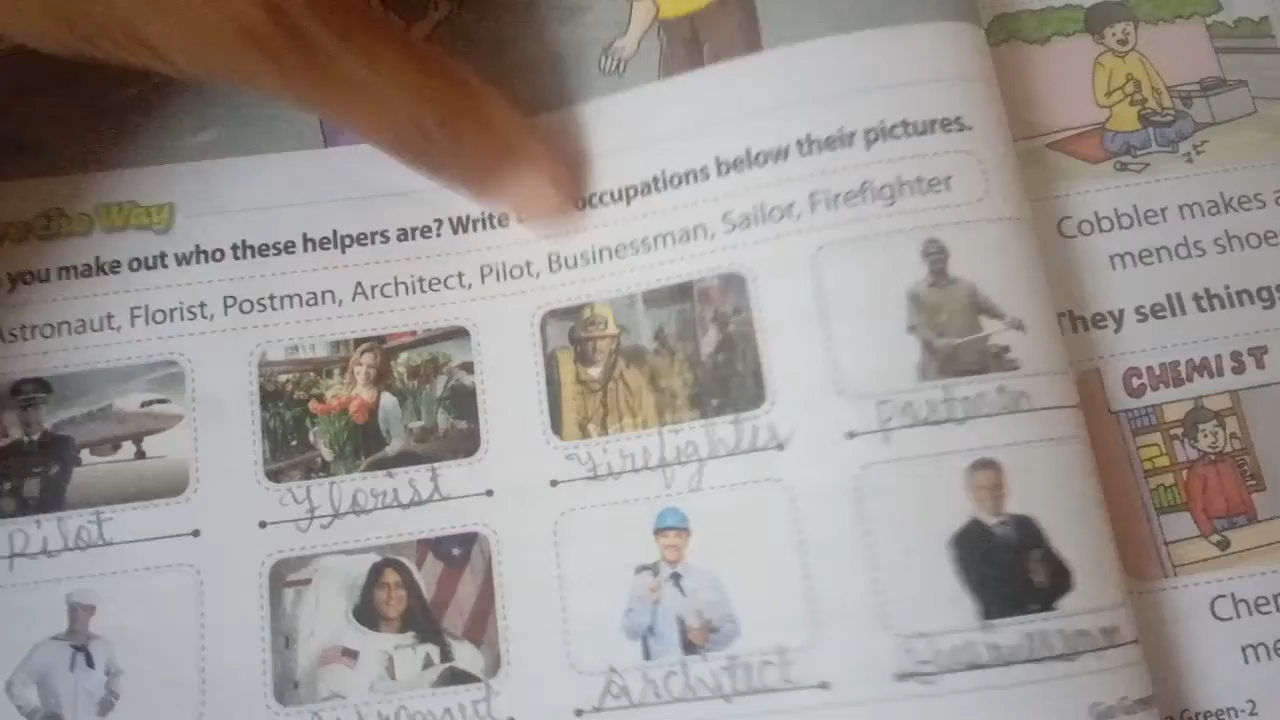 the Way
you make out who these helpers are? Write occupations below their pictures.
Astronaut, Florist, Postman, Architect, Pilot, Businessman, Sailor, Firefighter
Pilot
Florist
Firefighter
Architect
Cobbler makes
mends shoe
They sell things
CHEMIST
Green-2